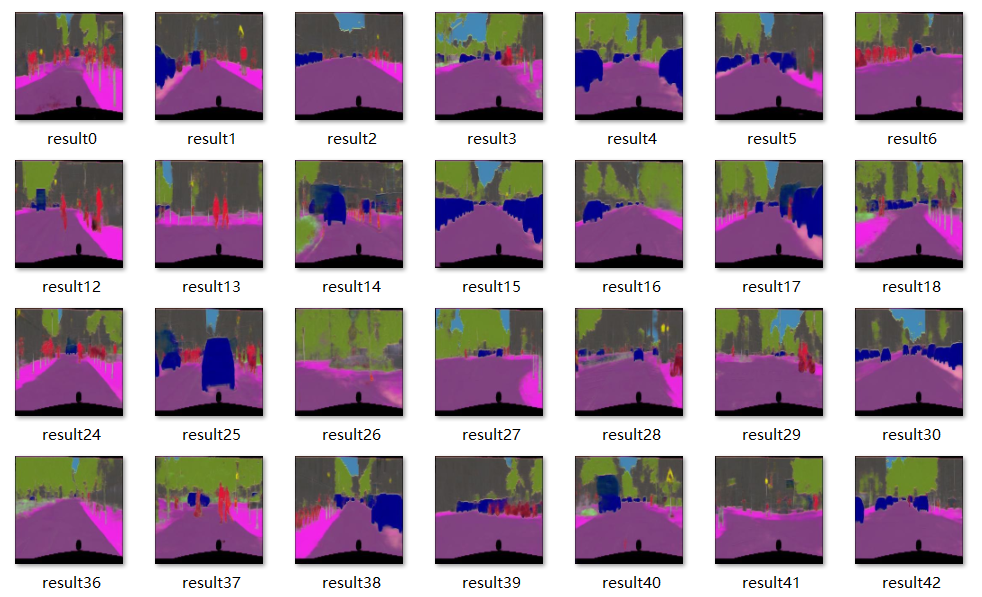 result0 result1 result2 result3 result4 result5 result6
result12 result13 result14 result15 result16 result17 result18
result24 result25 result26 result27 result28 result29 result30
result36 result37 result38 result39 result40 result41 result42